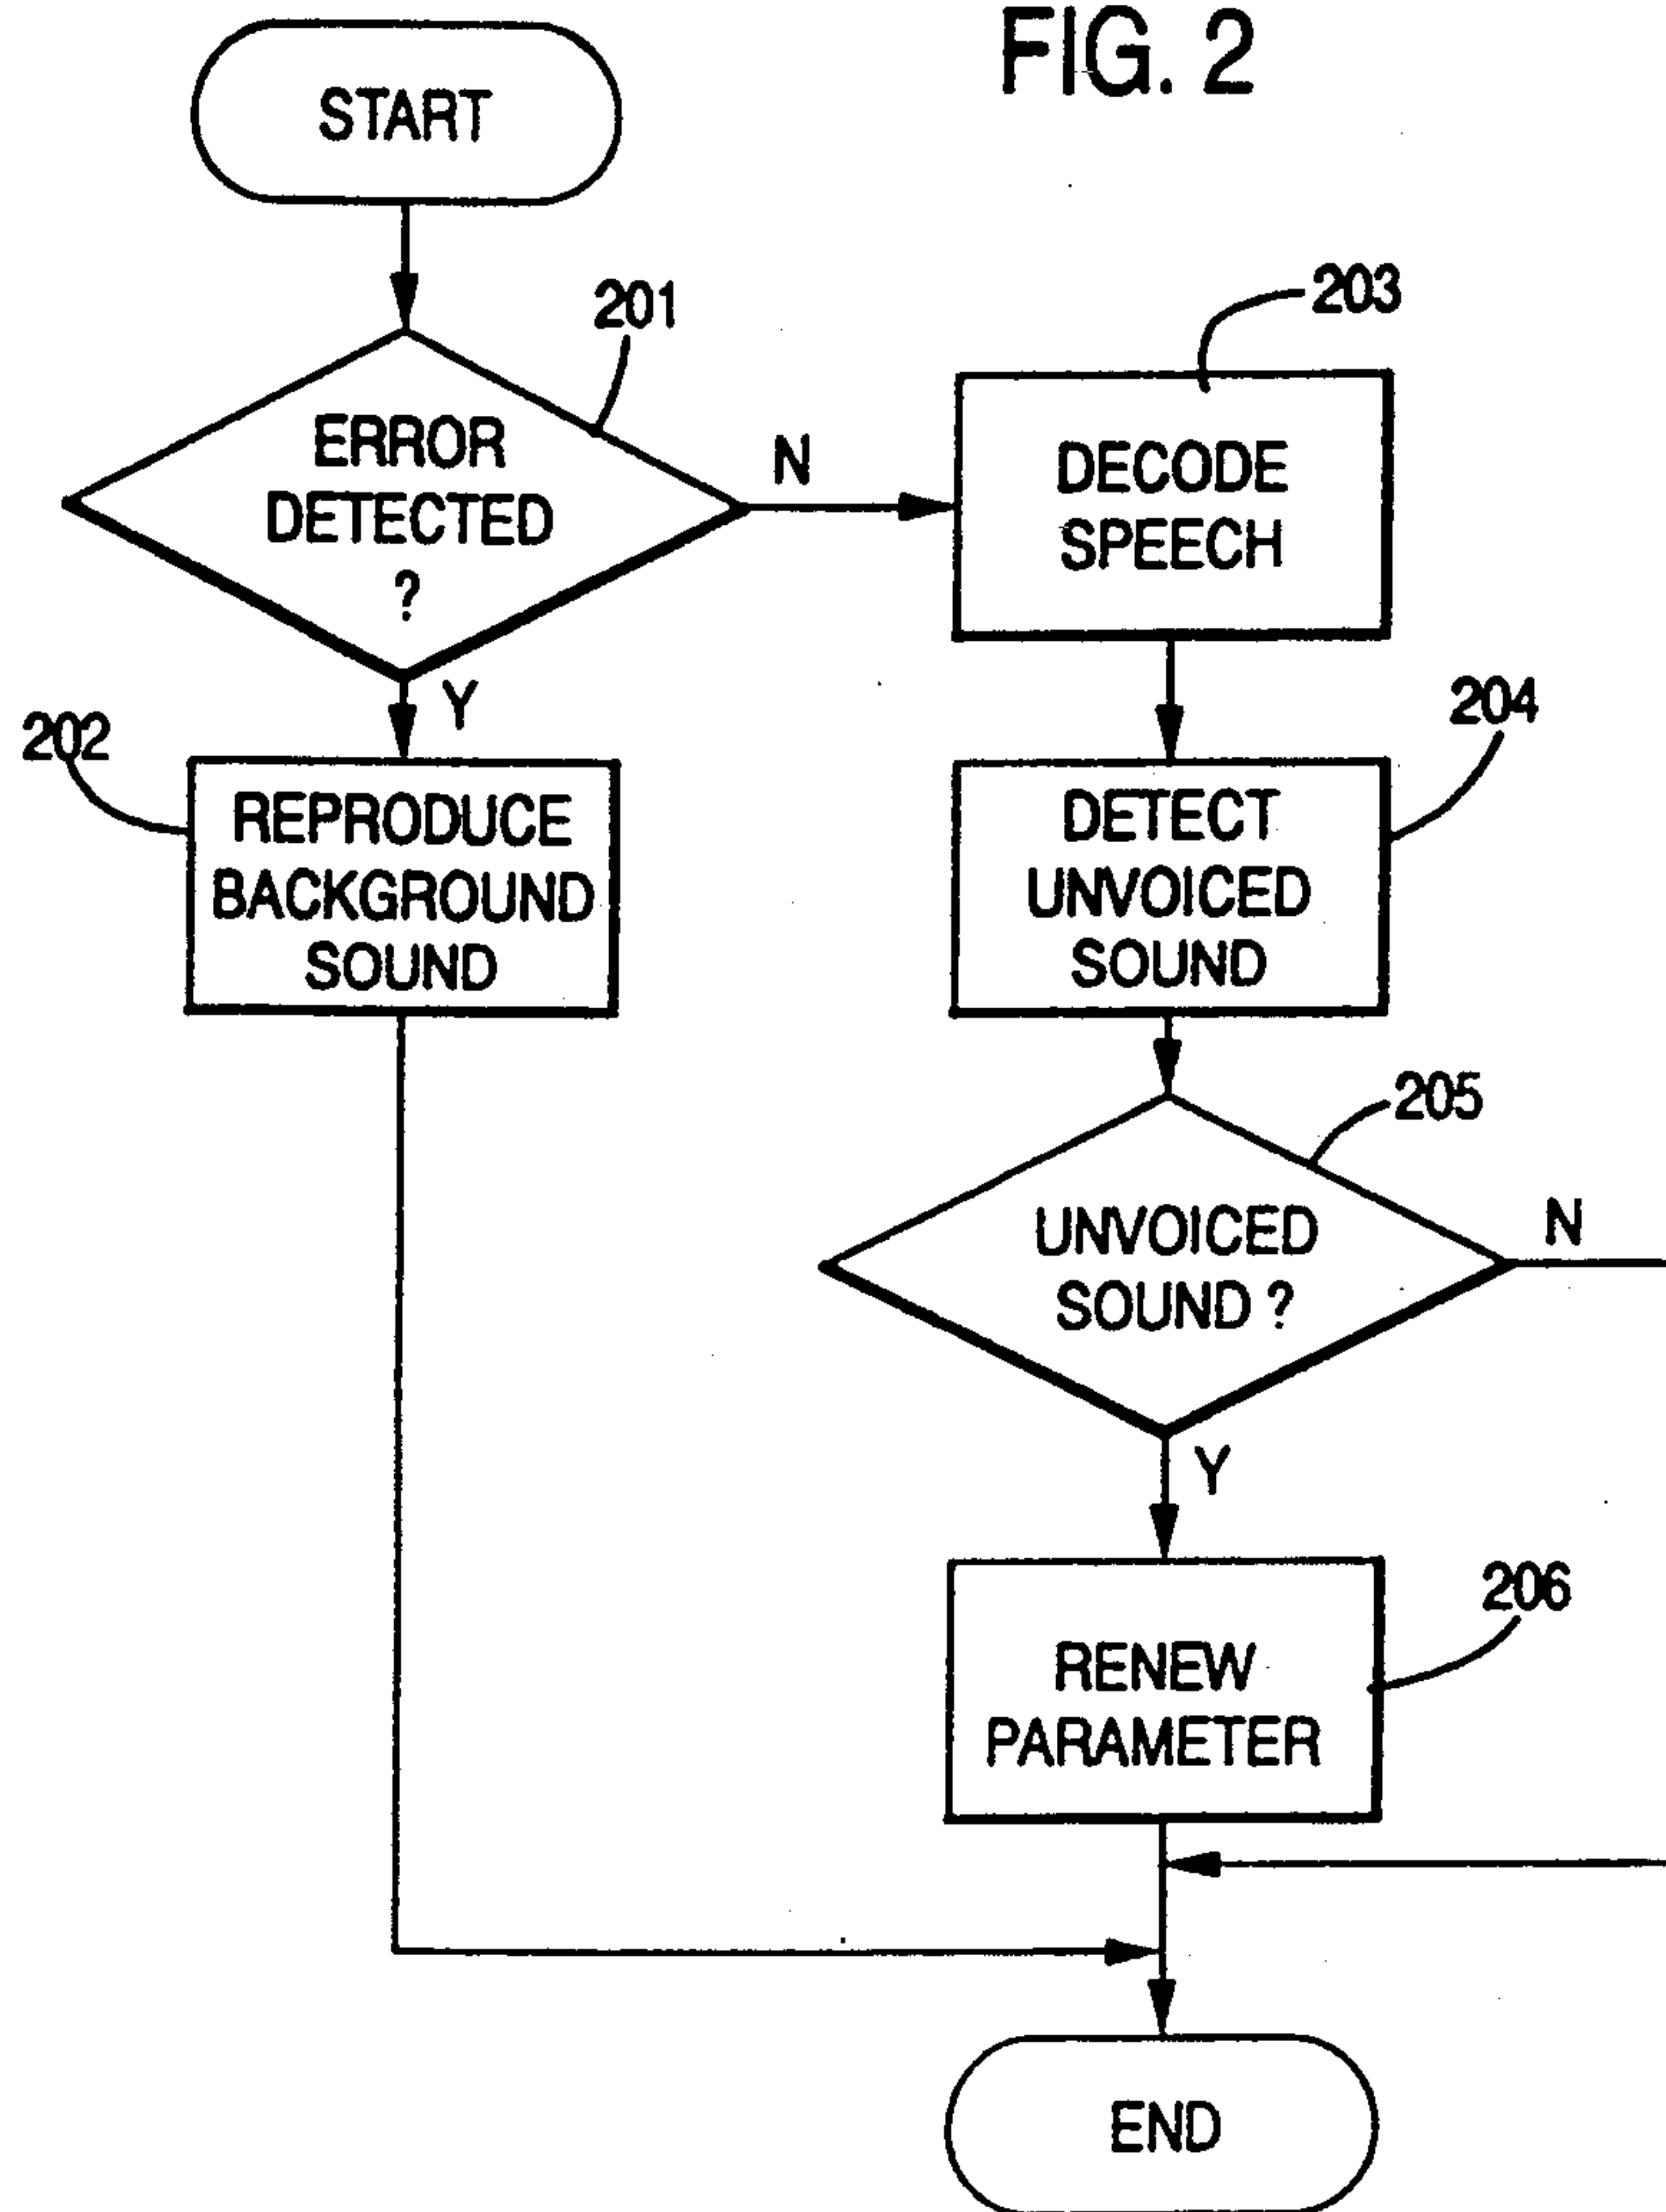 FIG. 2
START
201
ERROR
DETECTED
?
N
Y
203
DECODE
SPEECH
202
REPRODUCE
BACKGROUND
SOUND
204
DETECT
UNVOICED
SOUND
205
UNVOICED
SOUND ?
N
Y
206
RENEW
PARAMETER
END